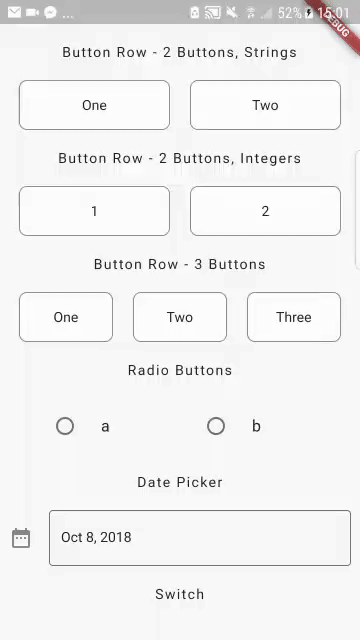 ... 52% 15:01
DEBUG
Button Row - 2 Buttons, Strings
One Two
Button Row - 2 Buttons, Integers
1 2
Button Row - 3 Buttons
One Two Three
Radio Buttons
a b
Date Picker
Oct 8, 2018
Switch